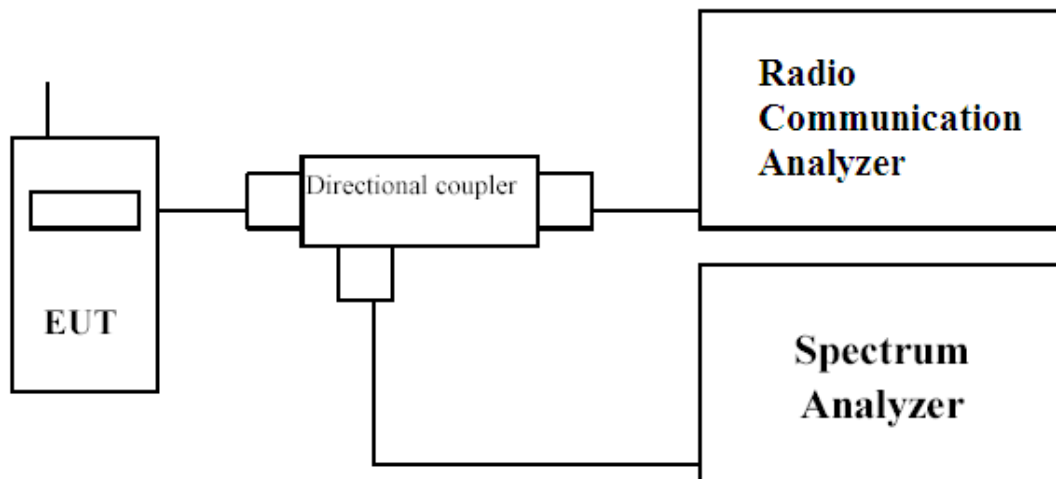 Radio
Communication
Analyzer
Directional coupler
EUT
Spectrum
Analyzer